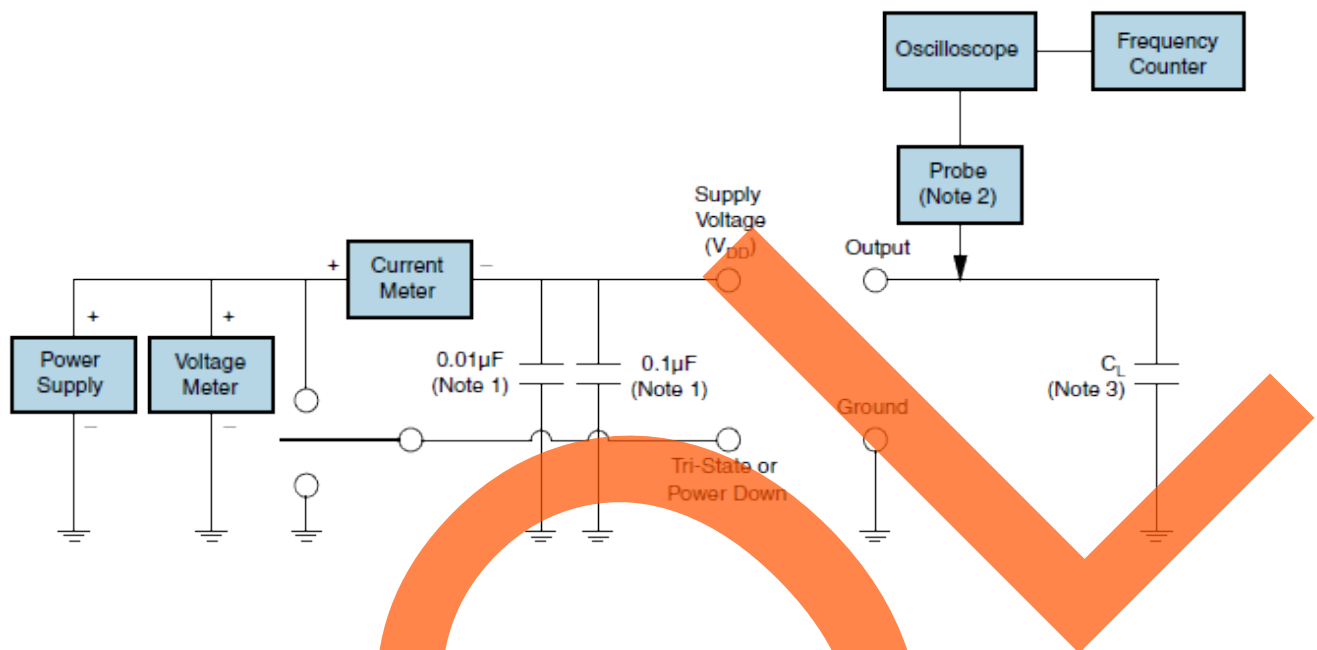 Oscilloscope
Frequency
Counter
Probe
(Note 2)
Supply
Voltage
(VDD)
Output
+
Current
Meter
–
+
+
Power
Supply
Voltage
Meter
0.01µF
(Note 1)
0.1µF
(Note 1)
CL
(Note 3)
–
–
Ground
Tri-State or
Power Down